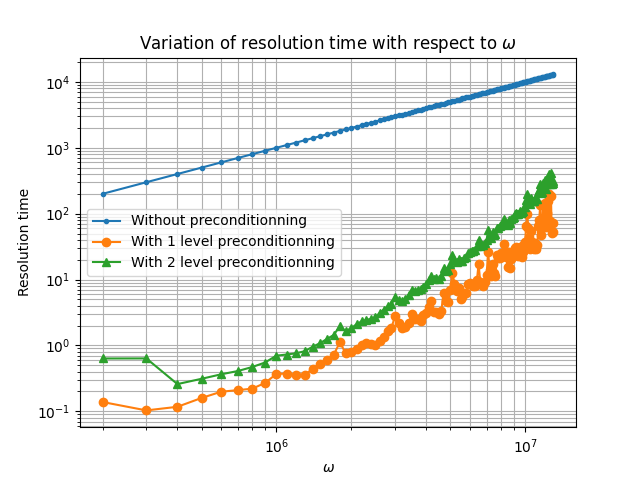 Variation of resolution time with respect to ω
Resolution time
10⁴
10³
10²
10¹
10⁰
10⁻¹
Without preconditionning
With 1 level preconditionning
With 2 level preconditionning
10⁶
10⁷
ω